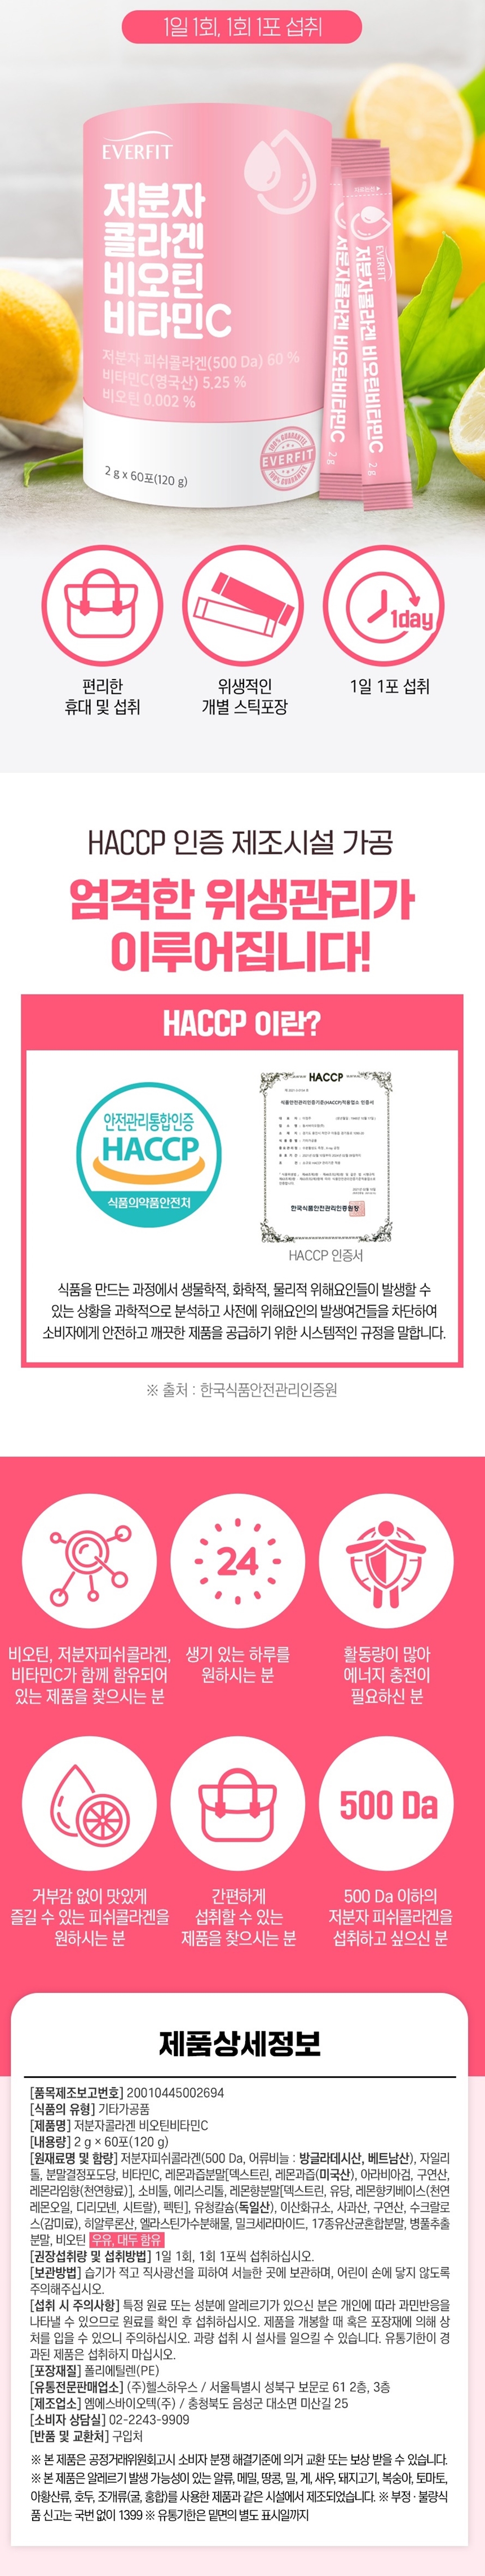 1일 1회, 1회 1포 섭취
EVERFIT
저분자
콜라겐
비오틴
비타민C
저분자 피쉬콜라겐(500 Da) 60 %
비타민C(영국산) 5.25 %
비오틴 0.002 %
2 g x 60포(120 g)
100% GUARANTEE
EVERFIT
100% GUARANTEE
저분자콜라겐 비오틴비타민C 2 g
EVERFIT
저분자콜라겐 비오틴비타민C 2 g
1day
편리한
휴대 및 섭취
위생적인
개별 스틱포장
1일 1포 섭취
HACCP 인증 제조시설 가공
엄격한 위생관리가
이루어집니다!
HACCP 이란?
안전관리통합인증
HACCP
식품의약품안전처
HACCP
식품안전관리인증기준(HACCP)적용업소 인증서
한국식품안전관리인증원장
HACCP 인증서
식품을 만드는 과정에서 생물학적, 화학적, 물리적 위해요인들이 발생할 수
있는 상황을 과학적으로 분석하고 사전에 위해요인의 발생여건들을 차단하여
소비자에게 안전하고 깨끗한 제품을 공급하기 위한 시스템적인 규정을 말합니다.
※ 출처 : 한국식품안전관리인증원
24
비오틴, 저분자피쉬콜라겐,
비타민C가 함께 함유되어
있는 제품을 찾으시는 분
생기 있는 하루를
원하시는 분
활동량이 많아
에너지 충전이
필요하신 분
500 Da
거부감 없이 맛있게
즐길 수 있는 피쉬콜라겐을
원하시는 분
간편하게
섭취할 수 있는
제품을 찾으시는 분
500 Da 이하의
저분자 피쉬콜라겐을
섭취하고 싶으신 분
제품상세정보
[품목제조보고번호] 20010445002694
[식품의 유형] 기타가공품
[제품명] 저분자콜라겐 비오틴비타민C
[내용량] 2 g × 60포(120 g)
[원재료명 및 함량] 저분자피쉬콜라겐(500 Da, 어류비늘 : 방글라데시산, 베트남산), 자일리
톨, 분말결정포도당, 비타민C, 레몬과즙분말[덱스트린, 레몬과즙(미국산), 아라비아검, 구연산,
레몬라임향(천연향료)], 소비톨, 에리스리톨, 레몬향분말[덱스트린, 유당, 레몬향키베이스(천연
레몬오일, 디리모넨, 시트랄), 펙틴], 유청칼슘(독일산), 이산화규소, 사과산, 구연산, 수크랄로
스(감미료), 히알루론산, 엘라스틴가수분해물, 밀크세라마이드, 17종유산균혼합분말, 병풀추출
분말, 비오틴 우유, 대두 함유
[권장섭취량 및 섭취방법] 1일 1회, 1회 1포씩 섭취하십시오.
[보관방법] 습기가 적고 직사광선을 피하여 서늘한 곳에 보관하며, 어린이 손에 닿지 않도록
주의해주십시오.
[섭취 시 주의사항] 특정 원료 또는 성분에 알레르기가 있으신 분은 개인에 따라 과민반응을
나타낼 수 있으므로 원료를 확인 후 섭취하십시오. 제품을 개봉할 때 혹은 포장재에 의해 상
처를 입을 수 있으니 주의하십시오. 과량 섭취 시 설사를 일으킬 수 있습니다. 유통기한이 경
과된 제품은 섭취하지 마십시오.
[포장재질] 폴리에틸렌(PE)
[유통전문판매업소] (주)헬스하우스 / 서울특별시 성북구 보문로 61 2층, 3층
[제조업소] 엠에스바이오텍(주) / 충청북도 음성군 대소면 미산길 25
[소비자 상담실] 02-2243-9909
[반품 및 교환처] 구입처
※ 본 제품은 공정거래위원회고시 소비자 분쟁 해결기준에 의거 교환 또는 보상 받을 수 있습니다.
※ 본 제품은 알레르기 발생 가능성이 있는 알류, 메밀, 땅콩, 밀, 게, 새우, 돼지고기, 복숭아, 토마토,
아황산류, 호두, 조개류(굴, 홍합)를 사용한 제품과 같은 시설에서 제조되었습니다. ※ 부정 · 불량식
품 신고는 국번 없이 1399 ※ 유통기한은 밑면의 별도 표시일까지